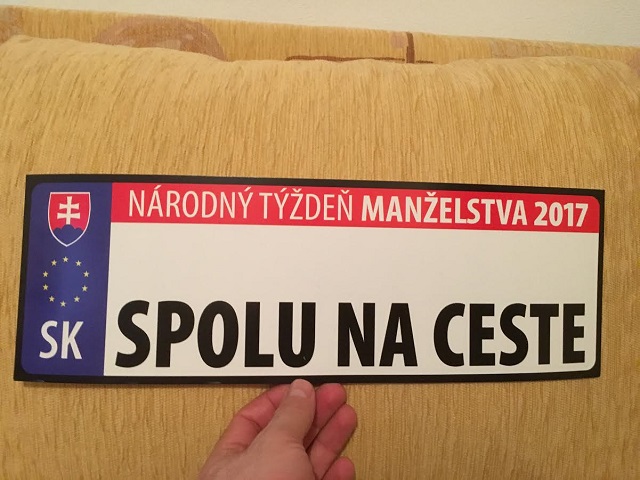 NÁRODNÝ TÝŽDEŇ MANŽELSTVA 2017
SK SPOLU NA CESTE